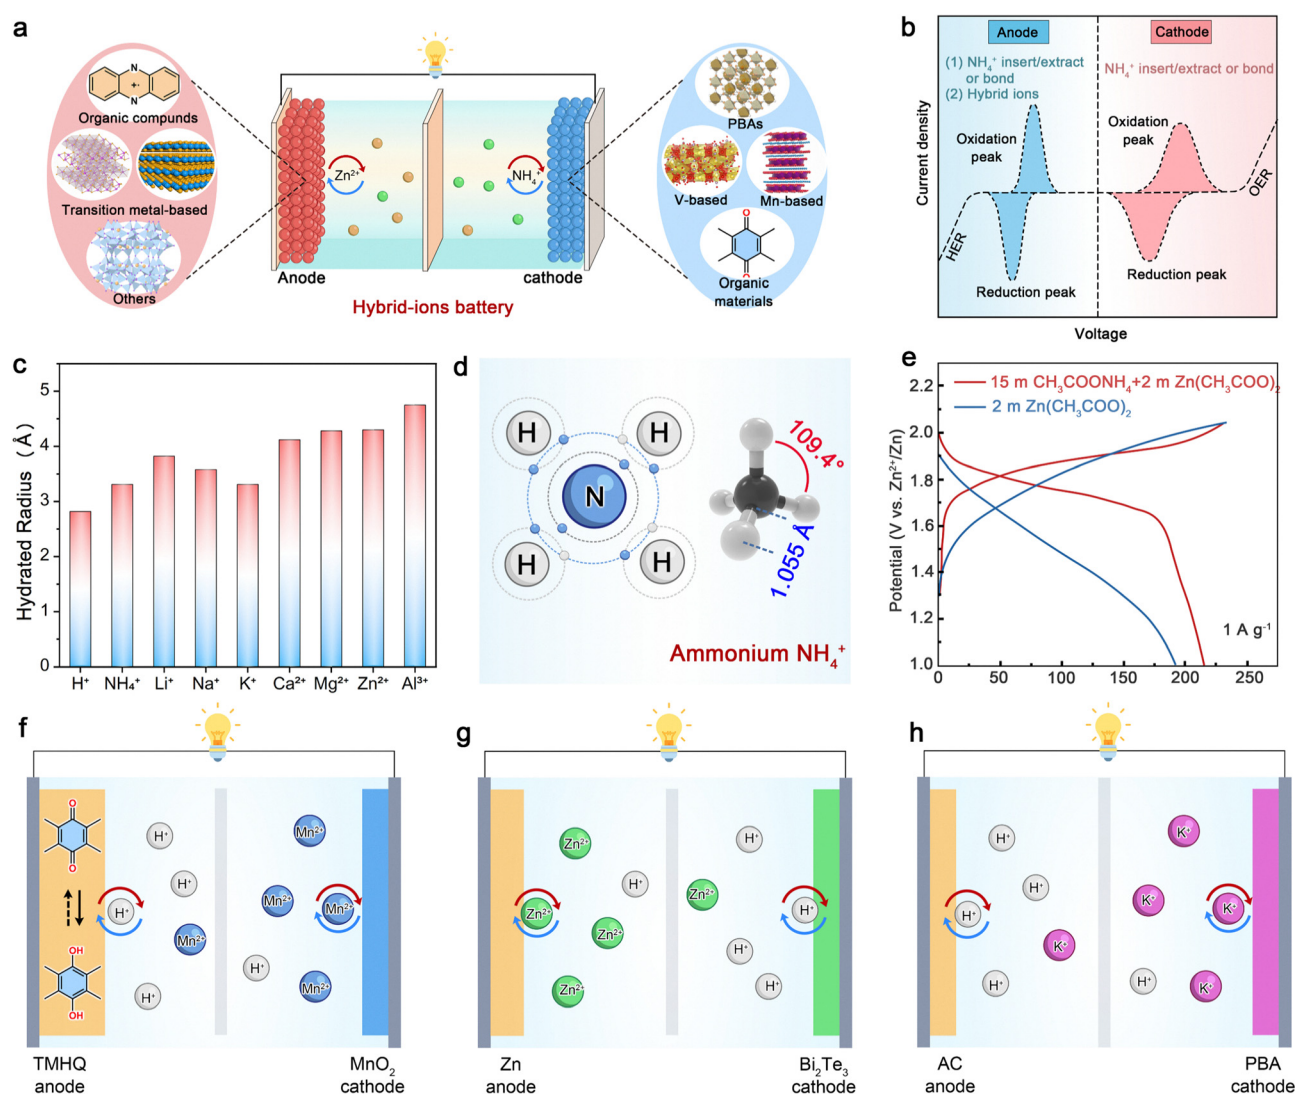 a
Organic compunds
N
+•
N
Transition metal-based
Others
Zn²⁺
NH₄⁺
Anode
cathode
Hybrid-ions battery
PBAs
V-based
Mn-based
O
O
Organic
materials
b
Anode
Cathode
(1) NH₄⁺ insert/extract
or bond
(2) Hybrid ions
NH₄⁺ insert/extract or bond
Oxidation
peak
Oxidation
peak
HER
OER
Reduction peak
Reduction peak
Current density
Voltage
c
Hydrated Radius (Å)
5
4
3
2
1
0
H⁺ NH₄⁺ Li⁺ Na⁺ K⁺ Ca²⁺ Mg²⁺ Zn²⁺ Al³⁺
d
H H
N
H H
109.4°
1.055 Å
Ammonium NH₄⁺
e
15 m CH₃COONH₄+2 m Zn(CH₃COO)₂
2 m Zn(CH₃COO)₂
Potential (V vs. Zn²⁺/Zn)
2.2
2.0
1.8
1.6
1.4
1.2
1.0
1 A g⁻¹
0 50 100 150 200 250
f
O
O
OH
OH
H⁺
H⁺
H⁺
H⁺
H⁺
Mn²⁺
Mn²⁺
Mn²⁺
Mn²⁺
Mn²⁺
TMHQ
anode
MnO₂
cathode
g
Zn²⁺
Zn²⁺
Zn²⁺
Zn²⁺
Zn²⁺
H⁺
H⁺
H⁺
H⁺
H⁺
Zn
anode
Bi₂Te₃
cathode
h
H⁺
H⁺
H⁺
H⁺
H⁺
K⁺
K⁺
K⁺
K⁺
K⁺
AC
anode
PBA
cathode